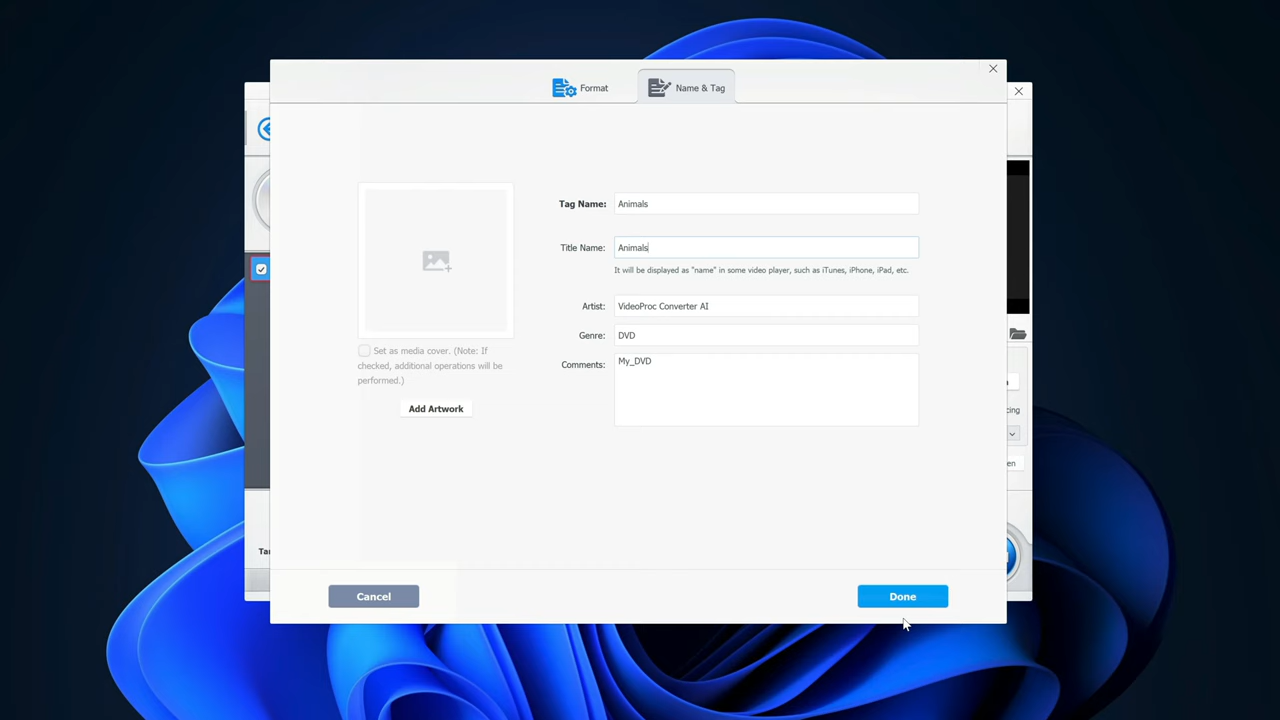 Format
Name & Tag
Tag Name: Animals
Title Name: Animals
It will be displayed as "name" in some video player, such as iTunes, iPhone, iPad, etc.
Artist: VideoProc Converter AI
Genre: DVD
Comments: My_DVD
Set as media cover. (Note: If
checked, additional operations will be
performed.)
Add Artwork
Cancel
Done